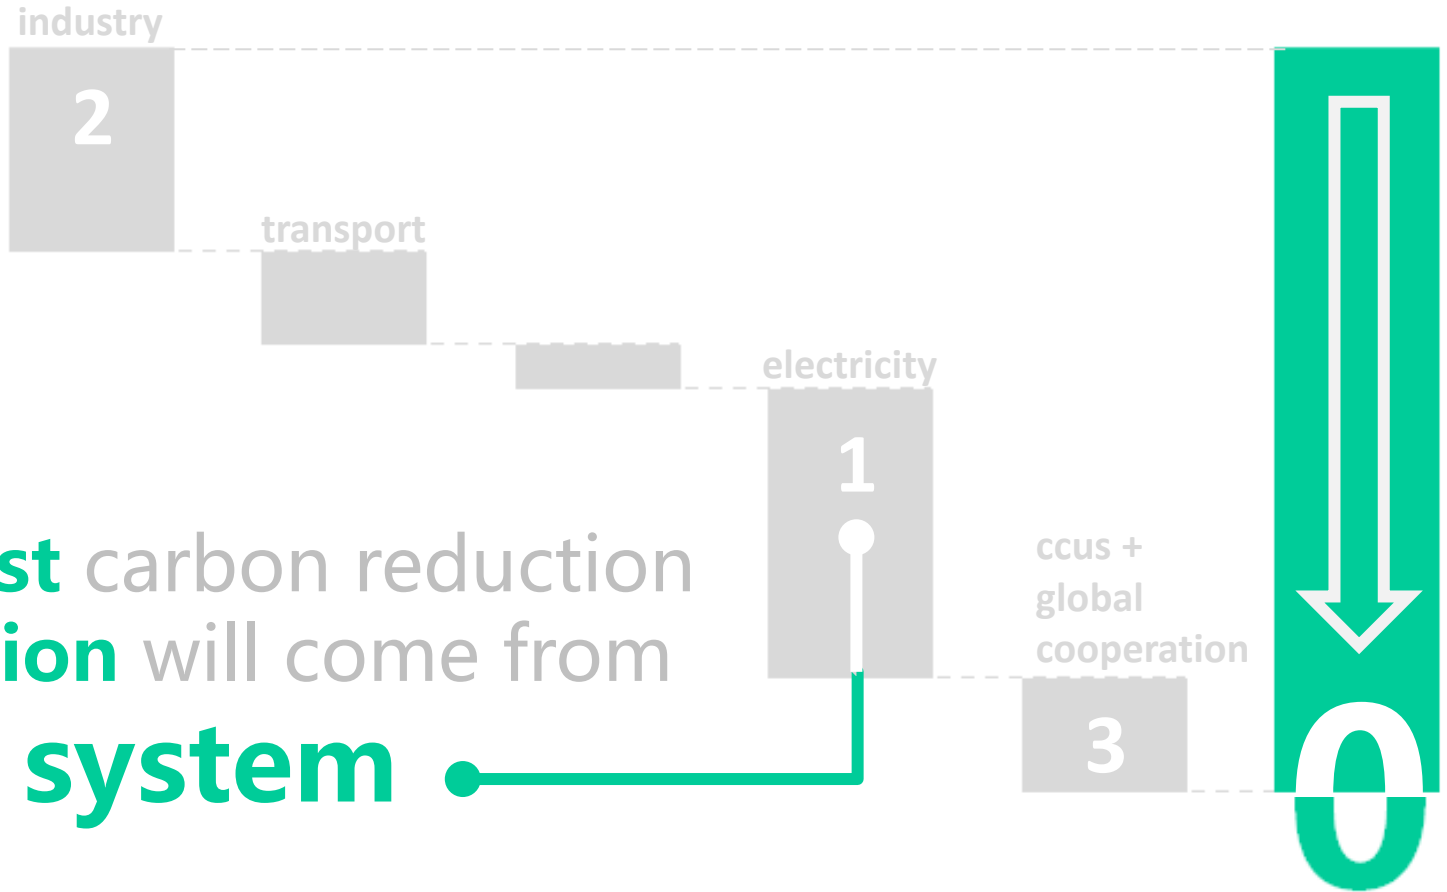 industry
2
transport
electricity
1
st carbon reduction
ion will come from
system
ccus +
global
cooperation
3
0